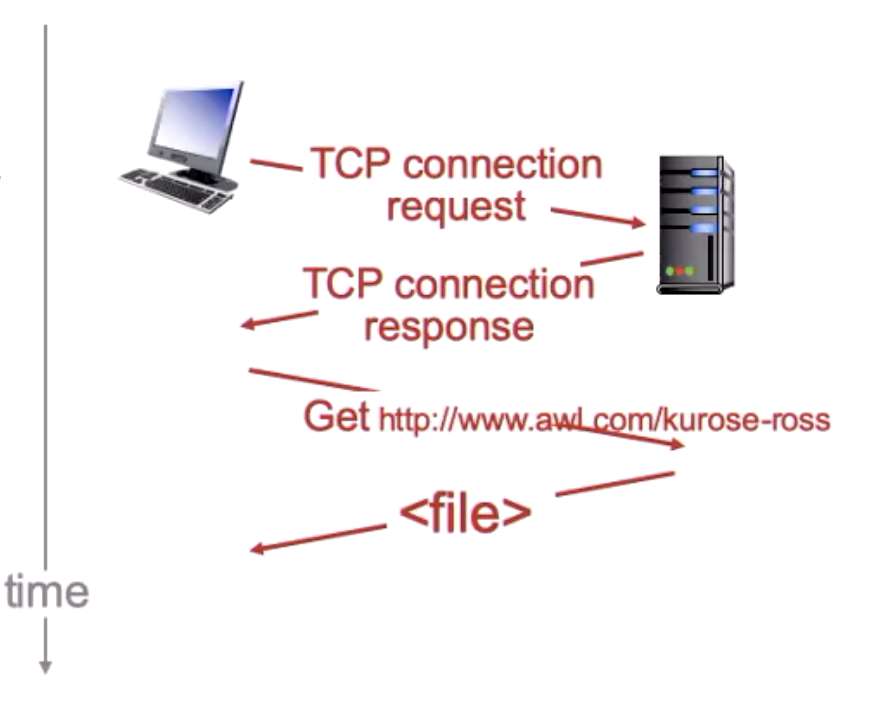 TCP connection
request
TCP connection
response
Get http://www.awl.com/kurose-ross
<file>
time